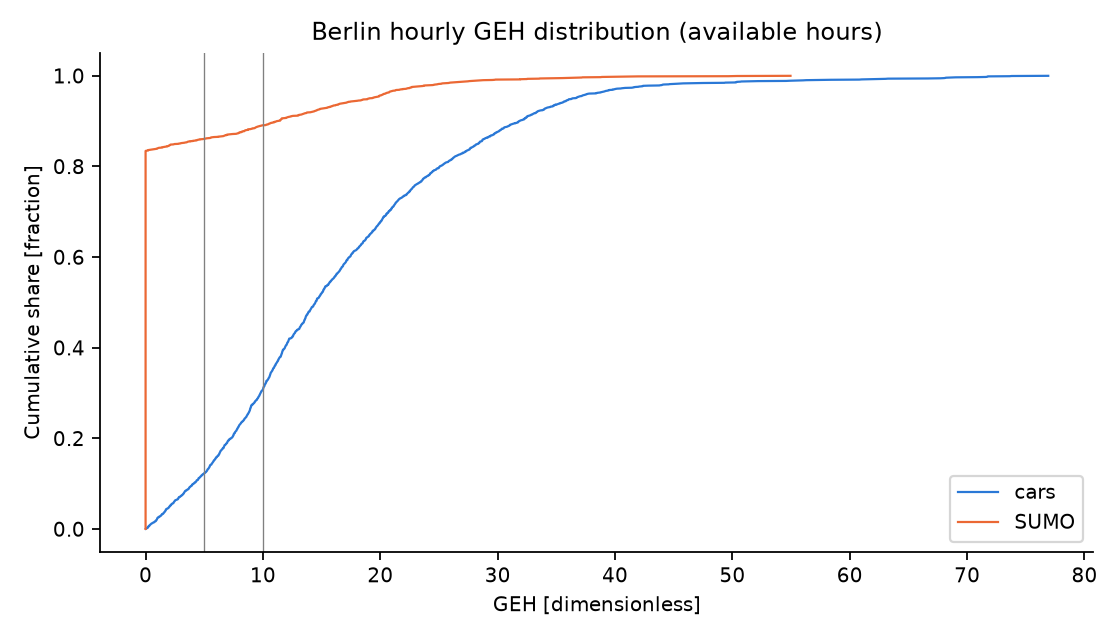 Berlin hourly GEH distribution (available hours)
Cumulative share [fraction]
1.0
0.8
0.6
0.4
0.2
0.0
cars
SUMO
0 10 20 30 40 50 60 70 80
GEH [dimensionless]